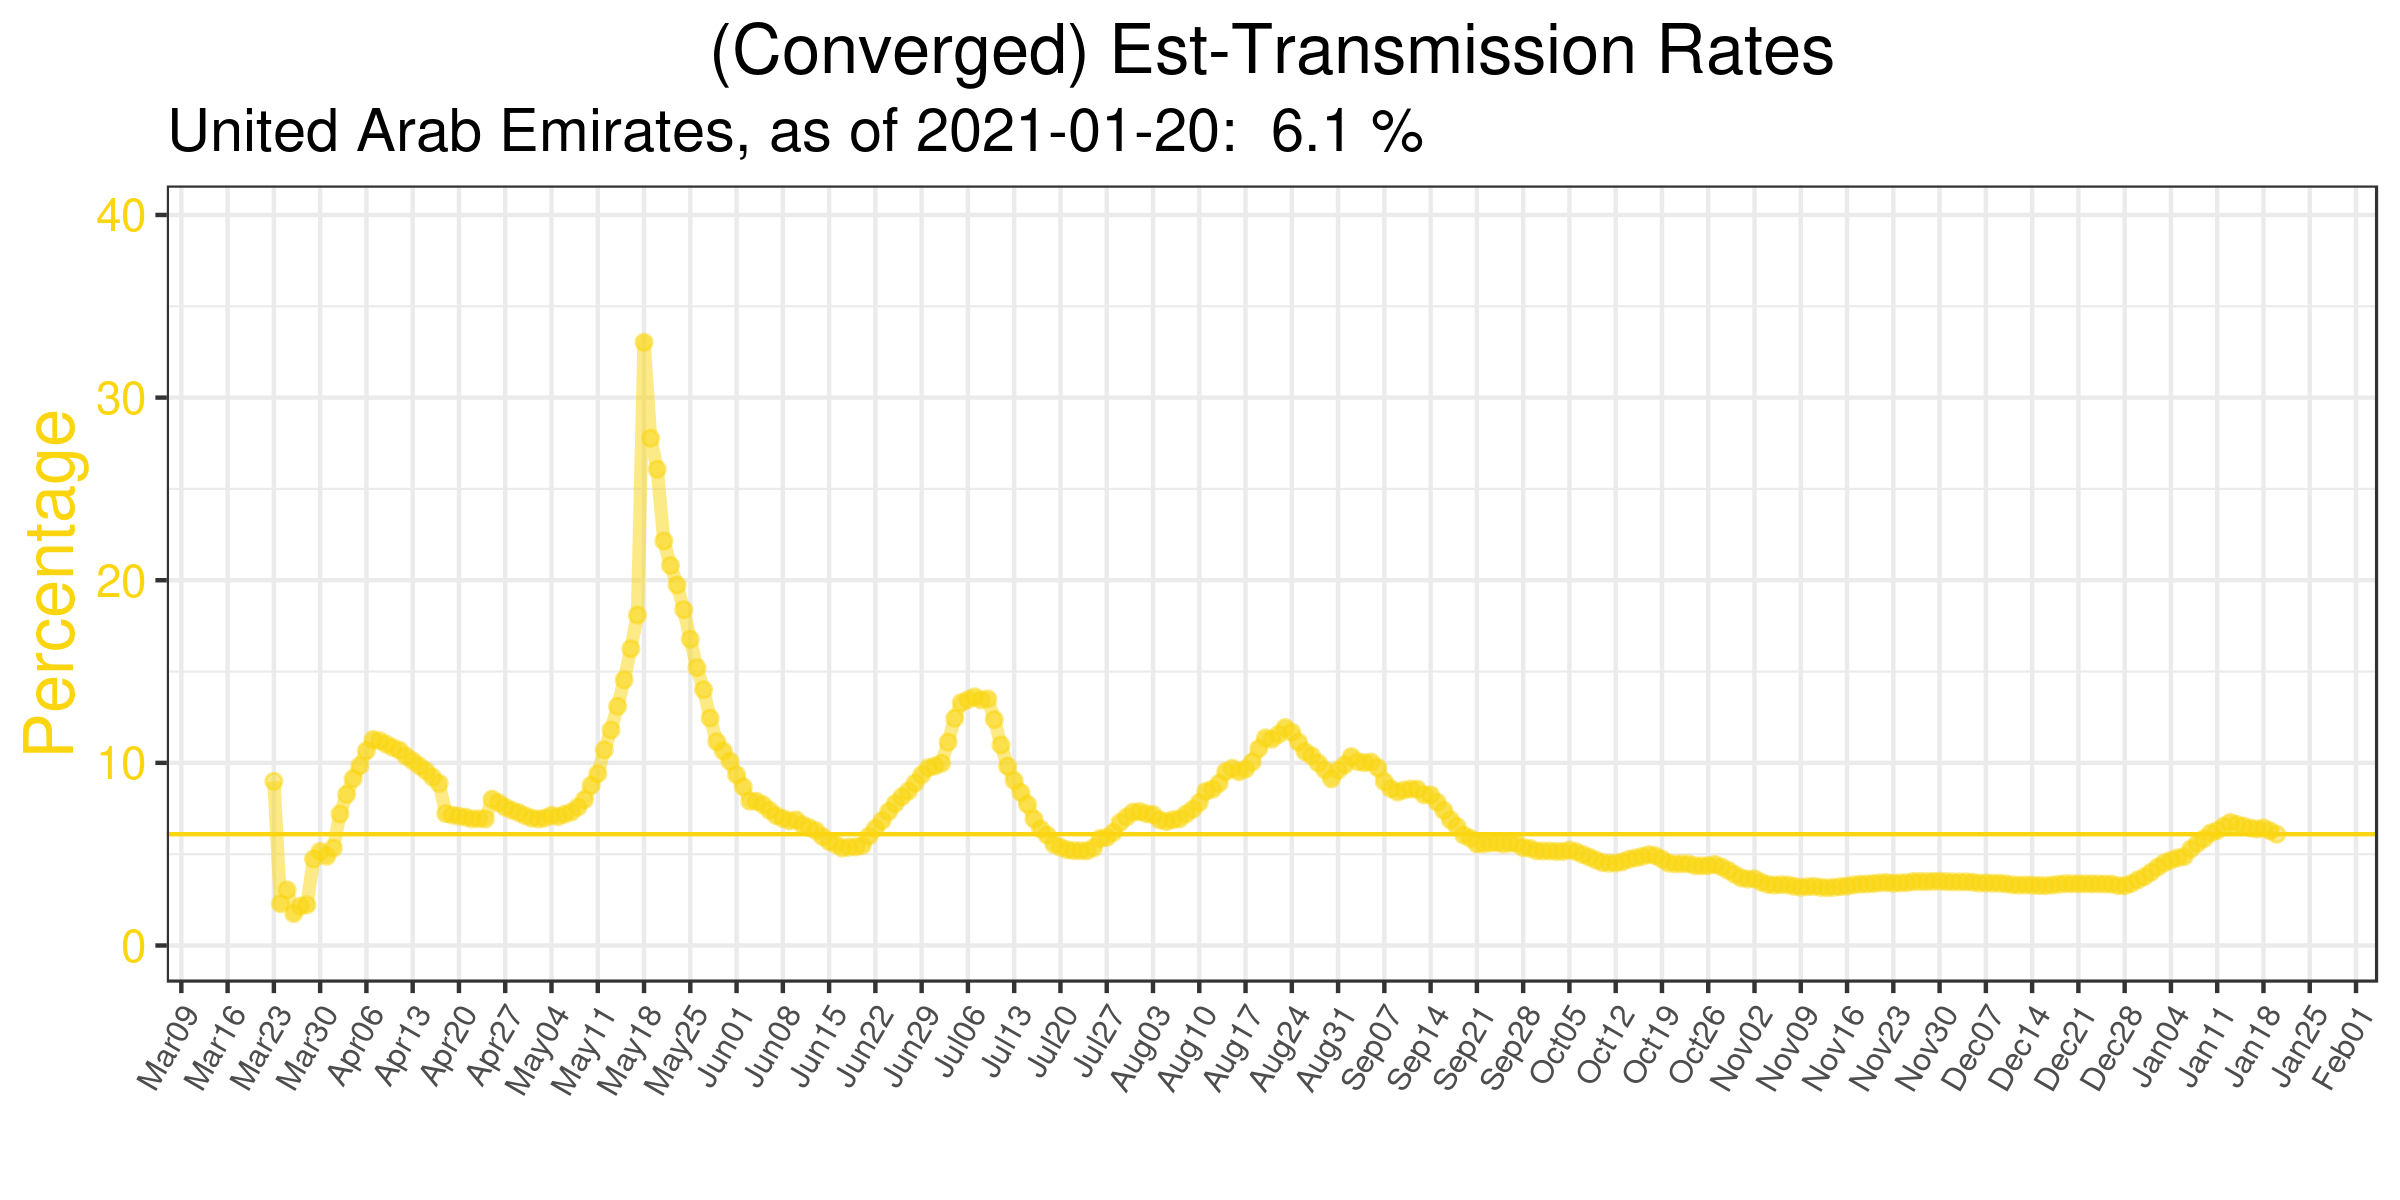 (Converged) Est-Transmission Rates
United Arab Emirates, as of 2021-01-20:  6.1 %
Percentage
40
30
20
10
0
Mar09
Mar16
Mar23
Mar30
Apr06
Apr13
Apr20
Apr27
May04
May11
May18
May25
Jun01
Jun08
Jun15
Jun22
Jun29
Jul06
Jul13
Jul20
Jul27
Aug03
Aug10
Aug17
Aug24
Aug31
Sep07
Sep14
Sep21
Sep28
Oct05
Oct12
Oct19
Oct26
Nov02
Nov09
Nov16
Nov23
Nov30
Dec07
Dec14
Dec21
Dec28
Jan04
Jan11
Jan18
Jan25
Feb01